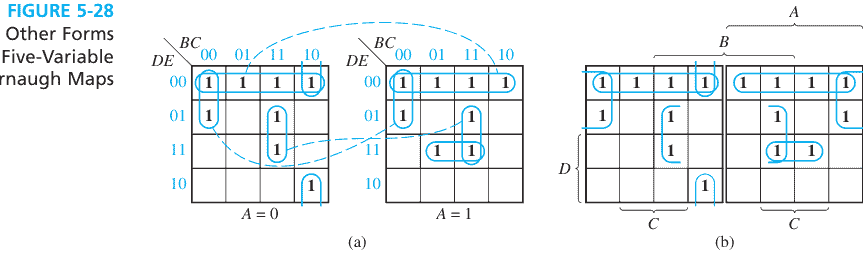 FIGURE 5-28
Other Forms
Five-Variable
rnaugh Maps
BC
DE
00 01 11 10
00 1 1 1 1
01 1 1
11 1
10 1
A = 0
BC
DE
00 01 11 10
00 1 1 1 1
01 1 1
11 1 1
10
A = 1
(a)
A
B
1 1 1 1 1 1 1 1
1 1 1 1
1 1 1
1
D
C C
(b)